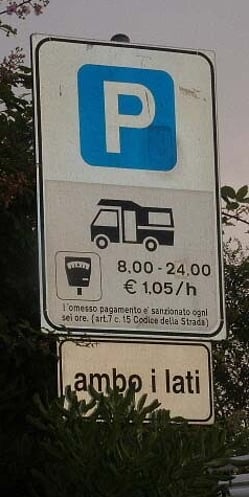 P
8.00 - 24.00
€ 1.05/h
l'omesso pagamento e' sanzionato ogni
sei ore. (art.7 c. 15 Codice della Strada)
ambo i lati